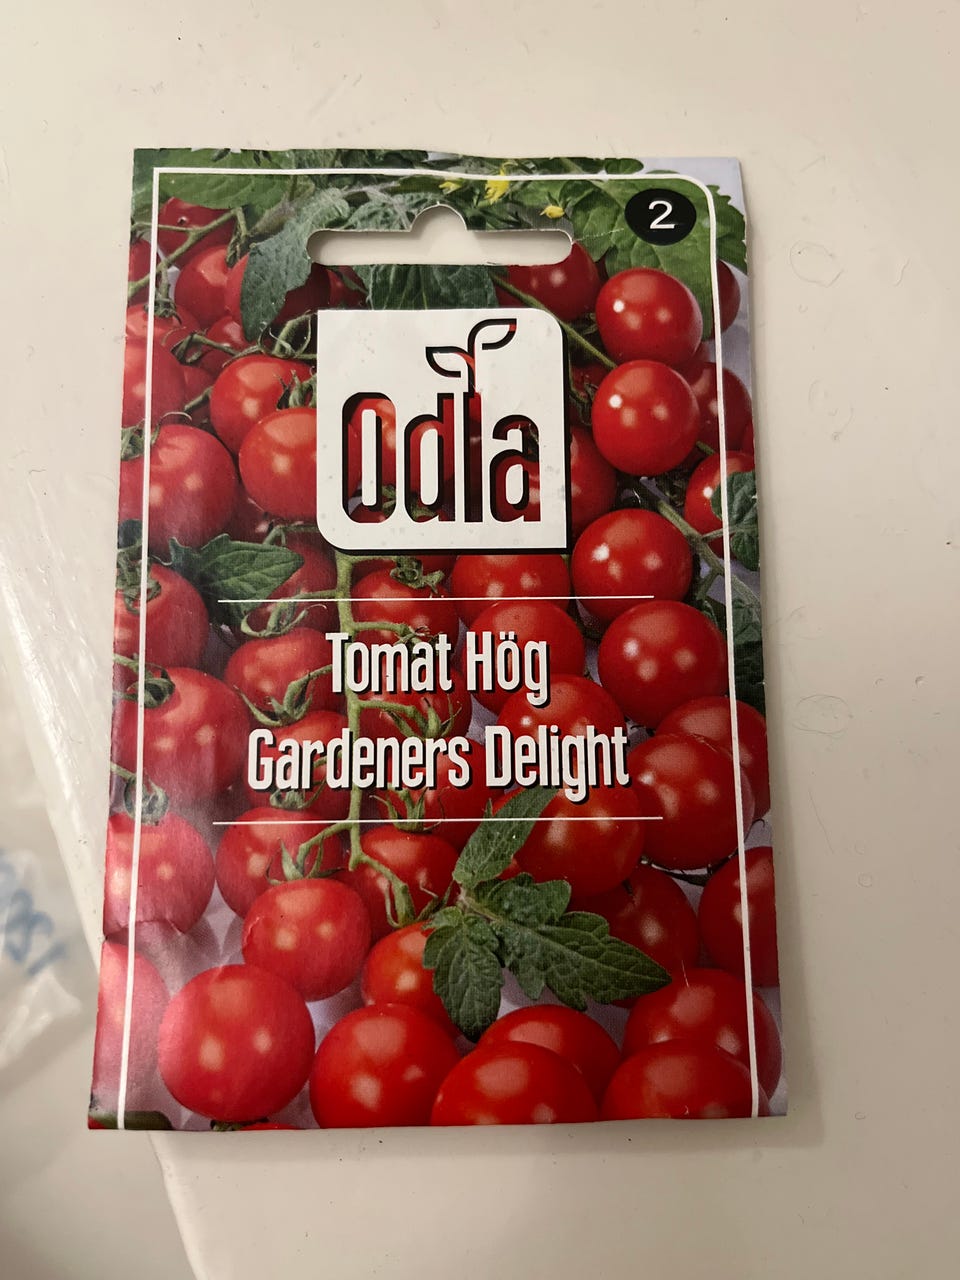 2
Odla
Tomat Hög
Gardeners Delight